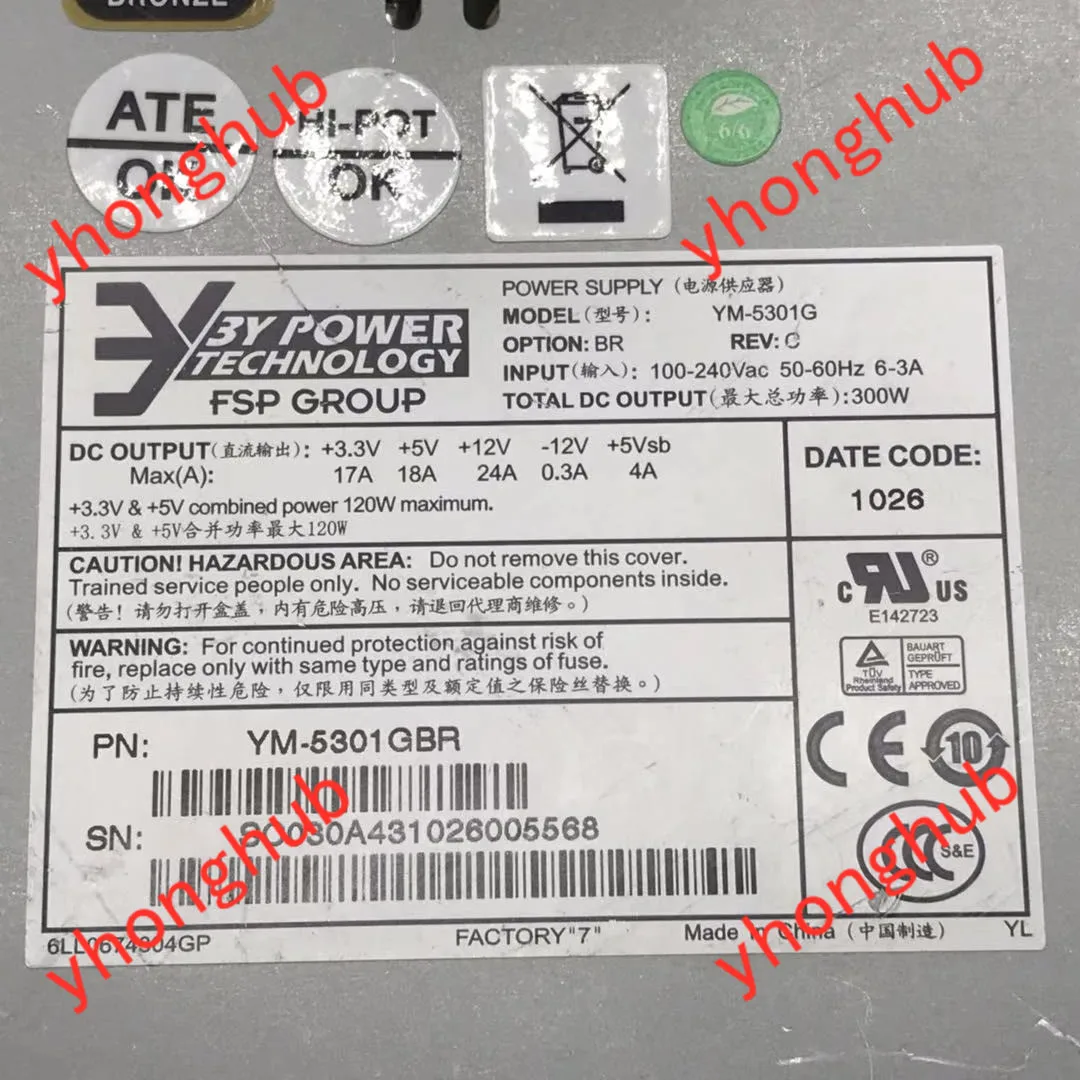 BRONZE
ATE
OK
HI-POT
OK
6/6
3Y POWER
TECHNOLOGY
FSP GROUP
POWER SUPPLY (电源供应器)
MODEL(型号): YM-5301G
OPTION: BR REV: C
INPUT(输入): 100-240Vac 50-60Hz 6-3A
TOTAL DC OUTPUT(最大总功率):300W
DC OUTPUT(直流输出): +3.3V +5V +12V -12V +5Vsb
Max(A): 17A 18A 24A 0.3A 4A
+3.3V & +5V combined power 120W maximum.
+3.3V & +5V合并功率最大120W
DATE CODE:
1026
CAUTION! HAZARDOUS AREA: Do not remove this cover.
Trained service people only. No serviceable components inside.
(警告! 请勿打开盒盖, 内有危险高压, 请退回代理商维修。)
WARNING: For continued protection against risk of
fire, replace only with same type and ratings of fuse.
(为了防止持续性危险, 仅限用同类型及额定值之保险丝替换。)
c RU US
®
E142723
TÜV
Rheinland
Product Safety
BAUART
GEPRÜFT
TYPE
APPROVED
PN: YM-5301GBR
SN: SO030A431026005568
CE
10
CCC S&E
FACTORY"7"
Made In China (中国制造) YL
yhonghub
yhonghub
yhonghub
yhonghub